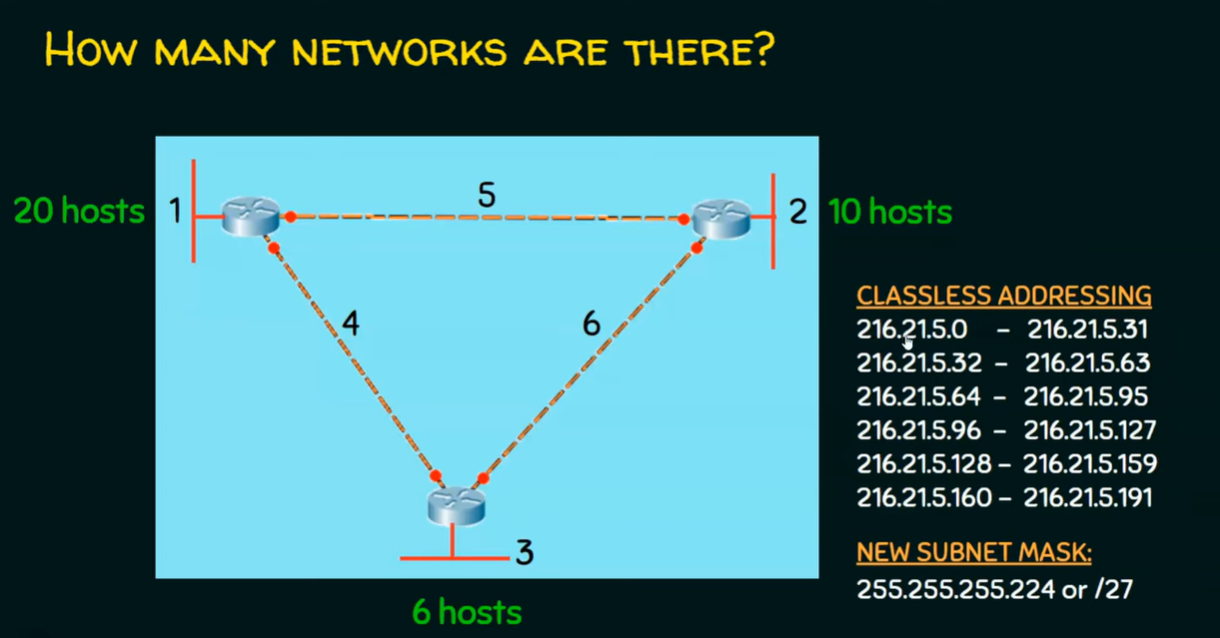 HOW MANY NETWORKS ARE THERE?
5
20 hosts 1
2 10 hosts
4
6
3
6 hosts
CLASSLESS ADDRESSING
216.21.5.0 – 216.21.5.31
216.21.5.32 – 216.21.5.63
216.21.5.64 – 216.21.5.95
216.21.5.96 – 216.21.5.127
216.21.5.128 – 216.21.5.159
216.21.5.160 – 216.21.5.191
NEW SUBNET MASK:
255.255.255.224 or /27